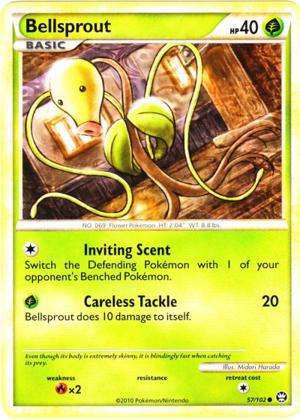 Bellsprout
HP 40
BASIC
NO. 069 Flower Pokémon HT: 2'04" WT: 8.8 lbs.
Inviting Scent
Switch the Defending Pokémon with 1 of your
opponent's Benched Pokémon.
Careless Tackle 20
Bellsprout does 10 damage to itself.
Even though its body is extremely skinny, it is blindingly fast when catching
its prey.
Illus. Midori Harada
weakness resistance retreat cost
×2
57/102
©2010 Pokémon/Nintendo